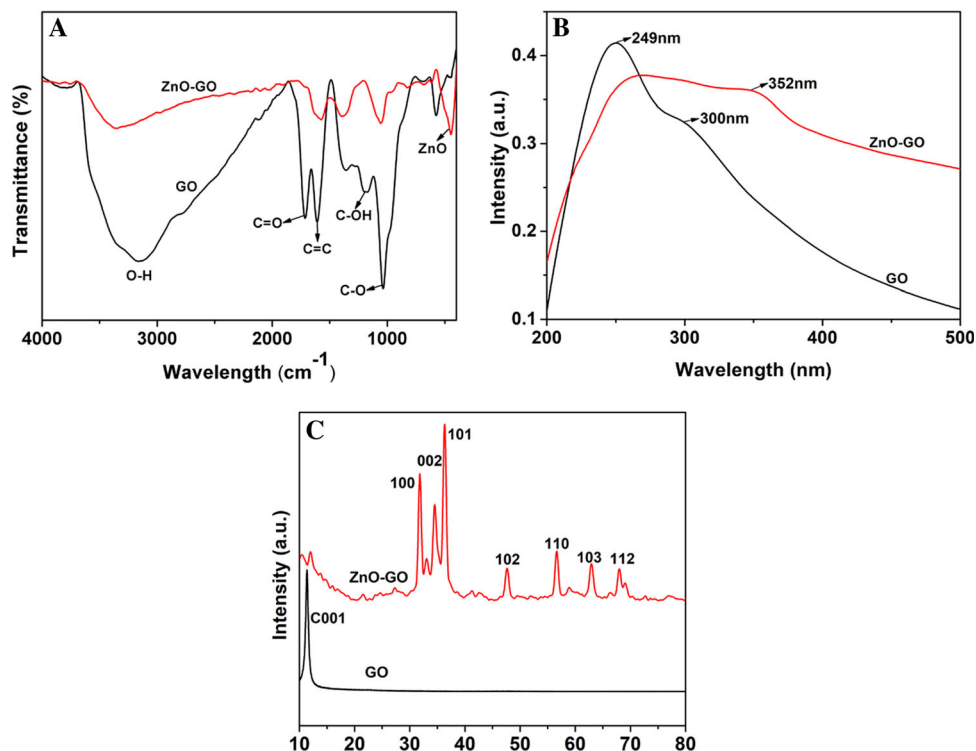 A
ZnO-GO
GO
O-H
C=O
C=C
C-OH
C-O
ZnO
Transmittance (%)
4000 3000 2000 1000
Wavelength (cm-1)
B
249nm
300nm
352nm
ZnO-GO
GO
Intensity (a.u.)
0.4
0.3
0.2
0.1
200 300 400 500
Wavelength (nm)
C
101
002
100
102
110
103
112
ZnO-GO
C001
GO
Intensity (a.u.)
10 20 30 40 50 60 70 80